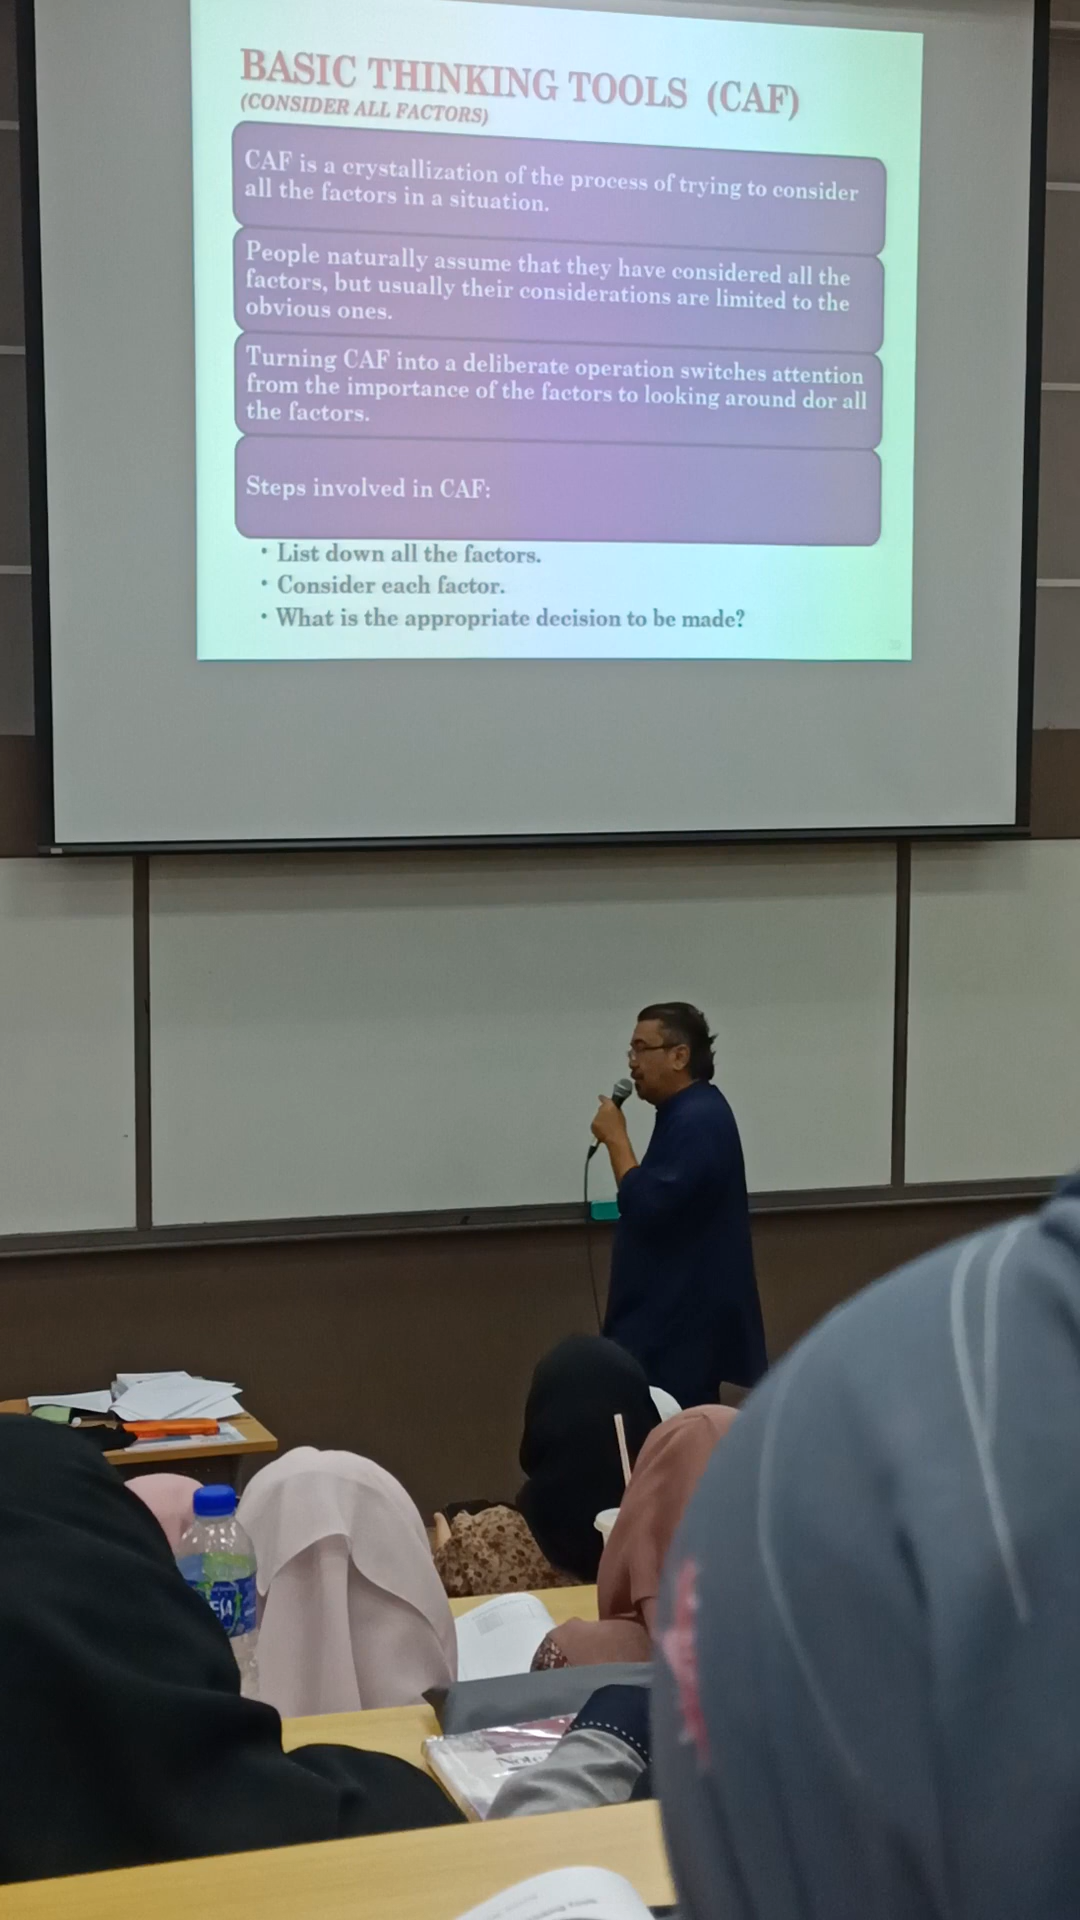 BASIC THINKING TOOLS (CAF)
(CONSIDER ALL FACTORS)
CAF is a crystallization of the process of trying to consider
all the factors in a situation.
People naturally assume that they have considered all the
factors, but usually their considerations are limited to the
obvious ones.
Turning CAF into a deliberate operation switches attention
from the importance of the factors to looking around dor all
the factors.
Steps involved in CAF:
• List down all the factors.
• Consider each factor.
• What is the appropriate decision to be made?